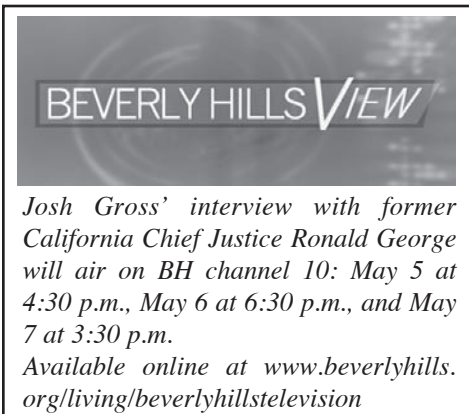 BEVERLY HILLS VIEW
Josh Gross’ interview with former
California Chief Justice Ronald George
will air on BH channel 10: May 5 at
4:30 p.m., May 6 at 6:30 p.m., and May
7 at 3:30 p.m.
Available online at www.beverlyhills.
org/living/beverlyhillstelevision